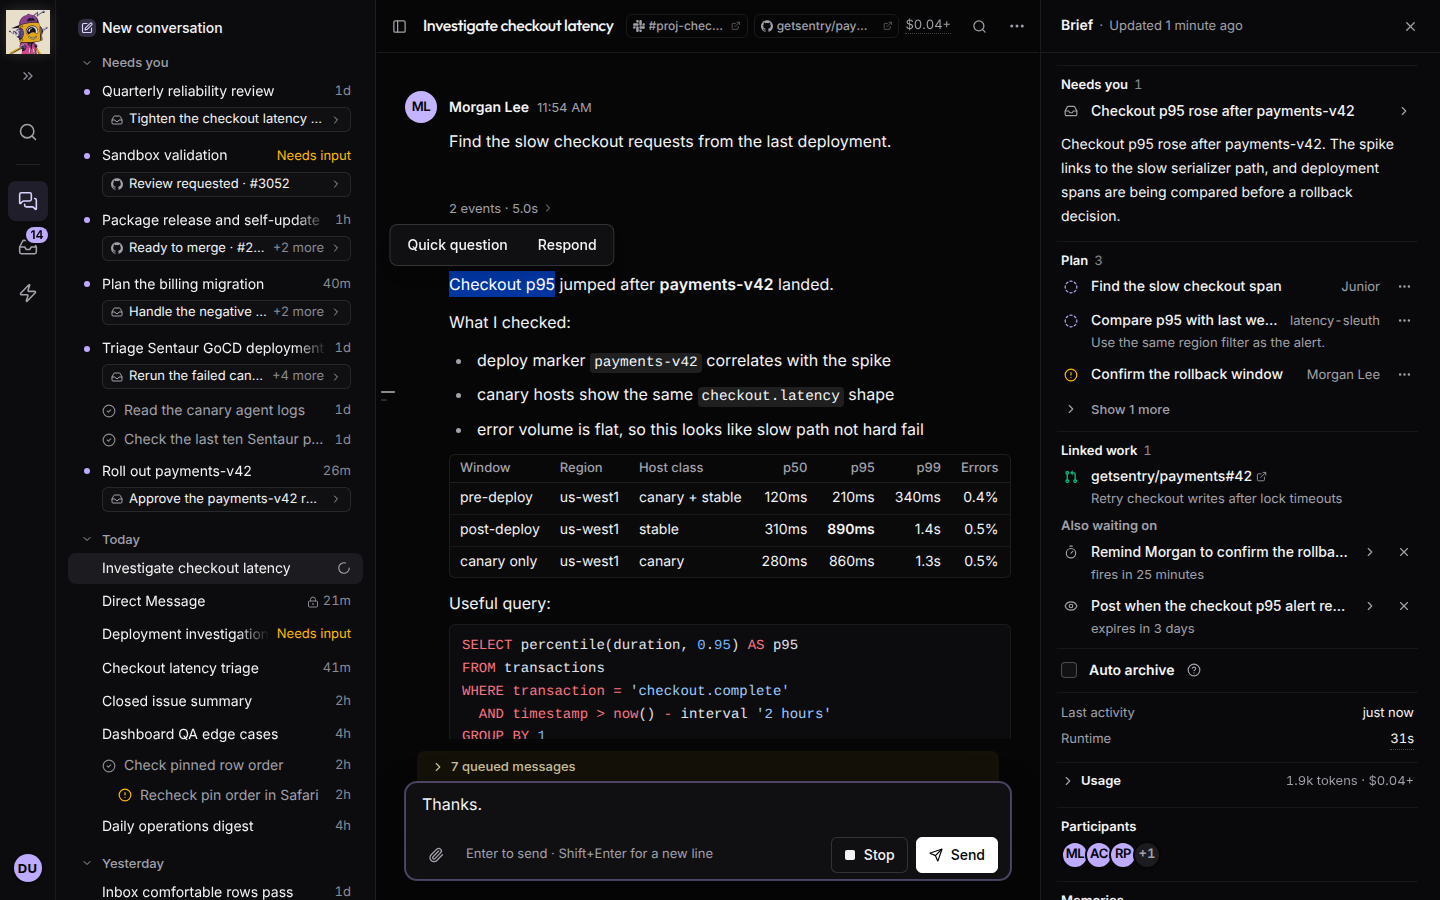 New conversation
Needs you
Quarterly reliability review 1d
Tighten the checkout latency ...
Sandbox validation Needs input
Review requested · #3052
Package release and self-update 1h
Ready to merge · #2... +2 more
Plan the billing migration 40m
Handle the negative ... +2 more
Triage Sentaur GoCD deployment 1d
Rerun the failed can... +4 more
Read the canary agent logs 1d
Check the last ten Sentaur p... 1d
Roll out payments-v42 26m
Approve the payments-v42 r...
Today
Investigate checkout latency
Direct Message 21m
Deployment investigation Needs input
Checkout latency triage 41m
Closed issue summary 2h
Dashboard QA edge cases 4h
Check pinned row order 2h
Recheck pin order in Safari 2h
Daily operations digest 4h
Yesterday
Inbox comfortable rows pass 1d
14
DU
Investigate checkout latency #proj-chec... getsentry/pay... $0.04+
ML Morgan Lee 11:54 AM
Find the slow checkout requests from the last deployment.
2 events · 5.0s
Quick question Respond
Checkout p95 jumped after payments-v42 landed.
What I checked:
• deploy marker payments-v42 correlates with the spike
• canary hosts show the same checkout.latency shape
• error volume is flat, so this looks like slow path not hard fail
Window Region Host class p50 p95 p99 Errors
pre-deploy us-west1 canary + stable 120ms 210ms 340ms 0.4%
post-deploy us-west1 stable 310ms 890ms 1.4s 0.5%
canary only us-west1 canary 280ms 860ms 1.3s 0.5%
Useful query:
SELECT percentile(duration, 0.95) AS p95
FROM transactions
WHERE transaction = 'checkout.complete'
AND timestamp > now() - interval '2 hours'
GROUP BY 1
7 queued messages
Thanks.
Enter to send · Shift+Enter for a new line
Stop
Send
Brief · Updated 1 minute ago
Needs you 1
Checkout p95 rose after payments-v42
Checkout p95 rose after payments-v42. The spike
links to the slow serializer path, and deployment
spans are being compared before a rollback
decision.
Plan 3
Find the slow checkout span Junior
Compare p95 with last we... latency-sleuth
Use the same region filter as the alert.
Confirm the rollback window Morgan Lee
Show 1 more
Linked work 1
getsentry/payments#42
Retry checkout writes after lock timeouts
Also waiting on
Remind Morgan to confirm the rollba...
fires in 25 minutes
Post when the checkout p95 alert re...
expires in 3 days
Auto archive
Last activity just now
Runtime 31s
Usage 1.9k tokens · $0.04+
Participants
ML AC RP +1